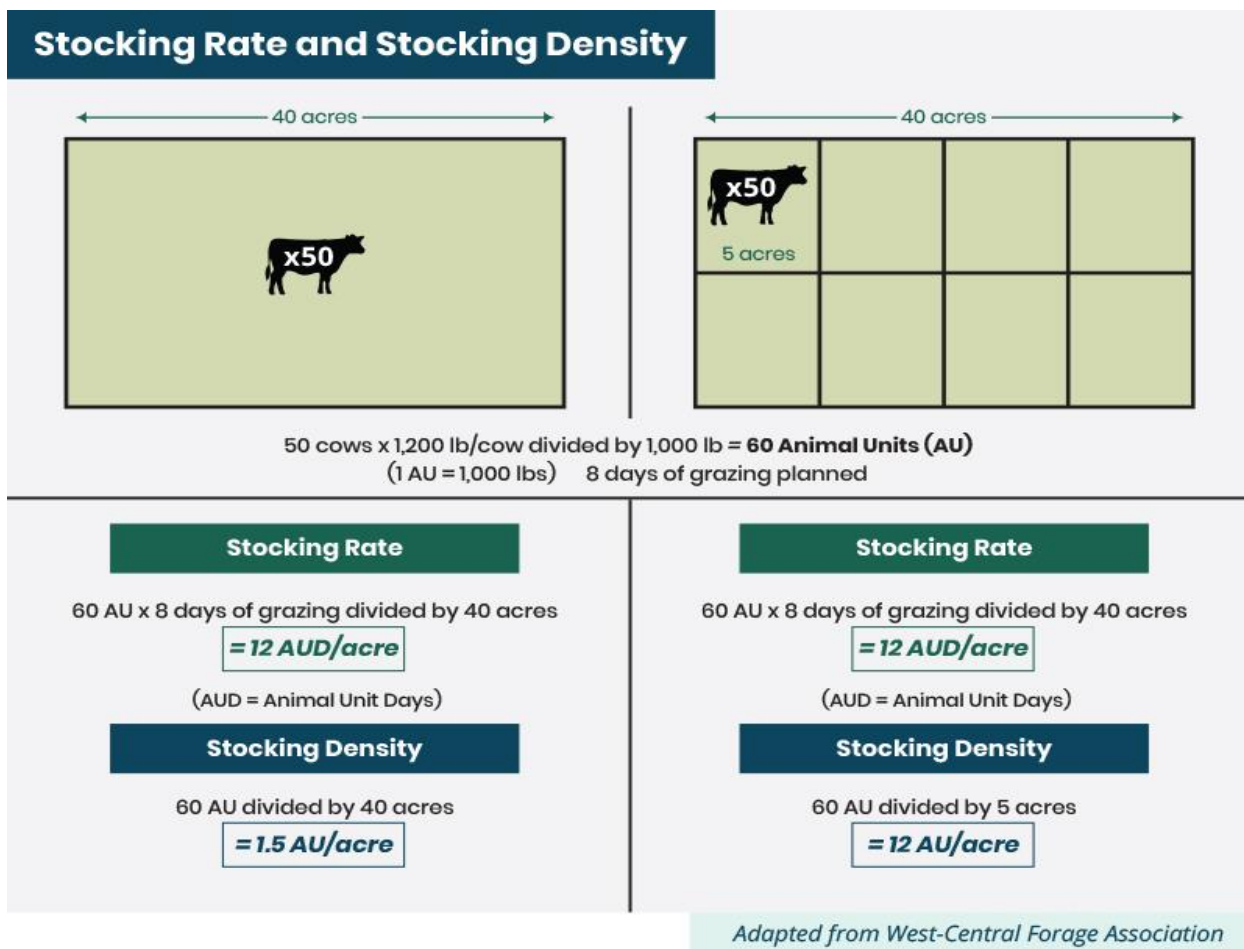 Stocking Rate and Stocking Density
40 acres
x50
40 acres
x50
5 acres
50 cows x 1,200 lb/cow divided by 1,000 lb = 60 Animal Units (AU)
(1 AU = 1,000 lbs) 8 days of grazing planned
Stocking Rate
60 AU x 8 days of grazing divided by 40 acres
= 12 AUD/acre
(AUD = Animal Unit Days)
Stocking Density
60 AU divided by 40 acres
= 1.5 AU/acre
Stocking Rate
60 AU x 8 days of grazing divided by 40 acres
= 12 AUD/acre
(AUD = Animal Unit Days)
Stocking Density
60 AU divided by 5 acres
= 12 AU/acre
Adapted from West-Central Forage Association